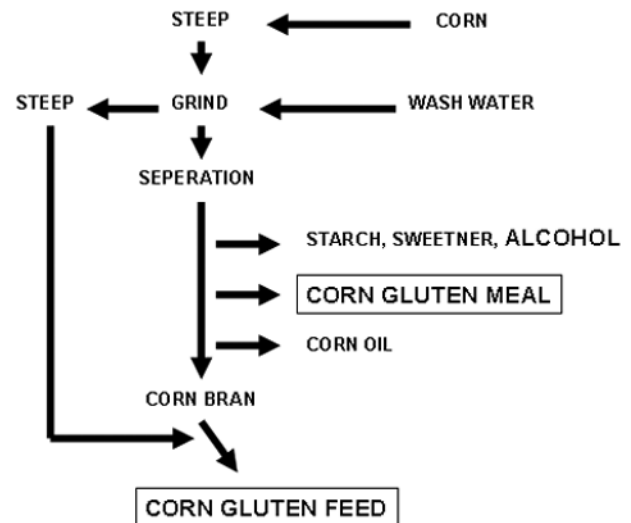 STEEP CORN
STEEP GRIND WASH WATER
SEPERATION
STARCH, SWEETNER, ALCOHOL
CORN GLUTEN MEAL
CORN OIL
CORN BRAN
CORN GLUTEN FEED